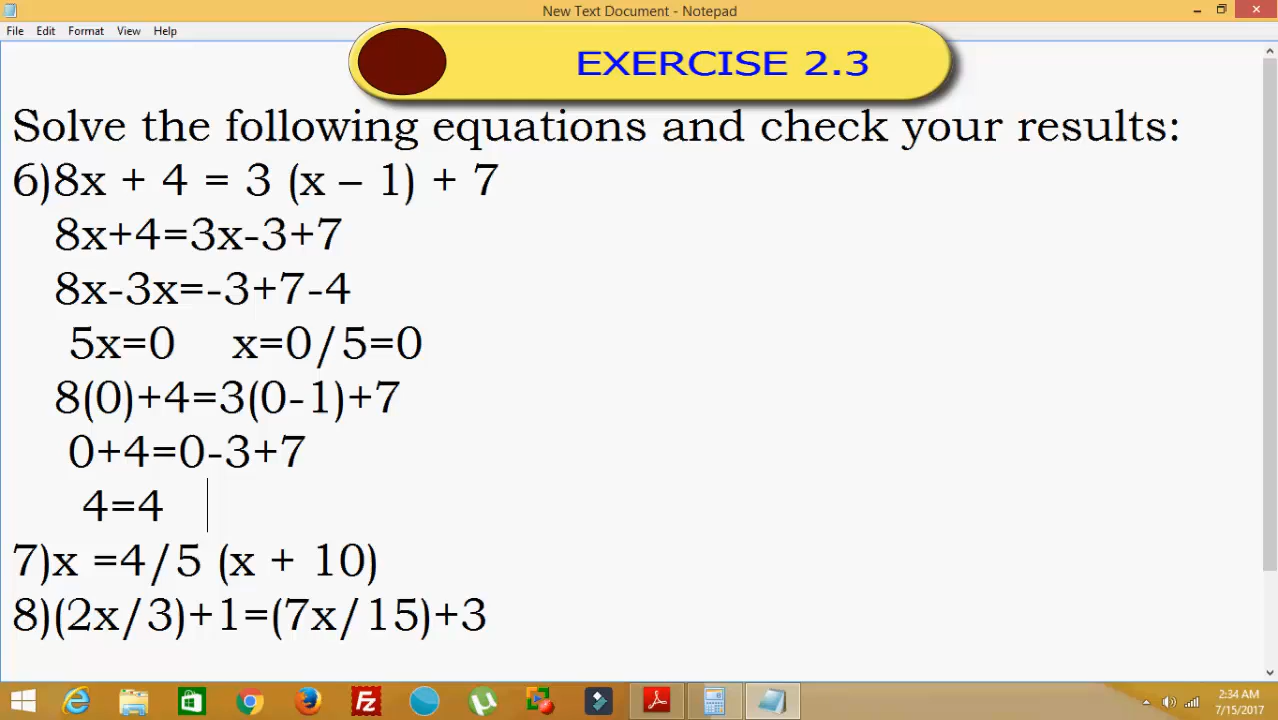 New Text Document - Notepad
File Edit Format View Help
EXERCISE 2.3
Solve the following equations and check your results:
6)8x + 4 = 3 (x – 1) + 7
8x+4=3x-3+7
8x-3x=-3+7-4
5x=0 x=0/5=0
8(0)+4=3(0-1)+7
0+4=0-3+7
4=4
7)x =4/5 (x + 10)
8)(2x/3)+1=(7x/15)+3
Fz
2:34 AM
7/15/2017